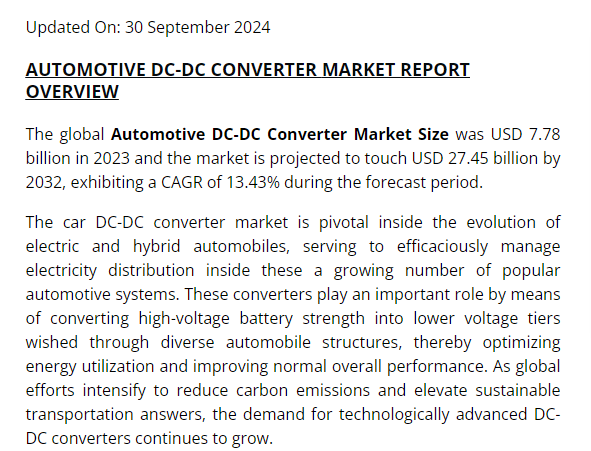 Updated On: 30 September 2024
AUTOMOTIVE DC-DC CONVERTER MARKET REPORT
OVERVIEW
The global Automotive DC-DC Converter Market Size was USD 7.78
billion in 2023 and the market is projected to touch USD 27.45 billion by
2032, exhibiting a CAGR of 13.43% during the forecast period.
The car DC-DC converter market is pivotal inside the evolution of
electric and hybrid automobiles, serving to efficaciously manage
electricity distribution inside these a growing number of popular
automotive systems. These converters play an important role by means
of converting high-voltage battery strength into lower voltage tiers
wished through diverse automobile structures, thereby optimizing
energy utilization and improving normal overall performance. As global
efforts intensify to reduce carbon emissions and elevate sustainable
transportation answers, the demand for technologically advanced DC-
DC converters continues to grow.